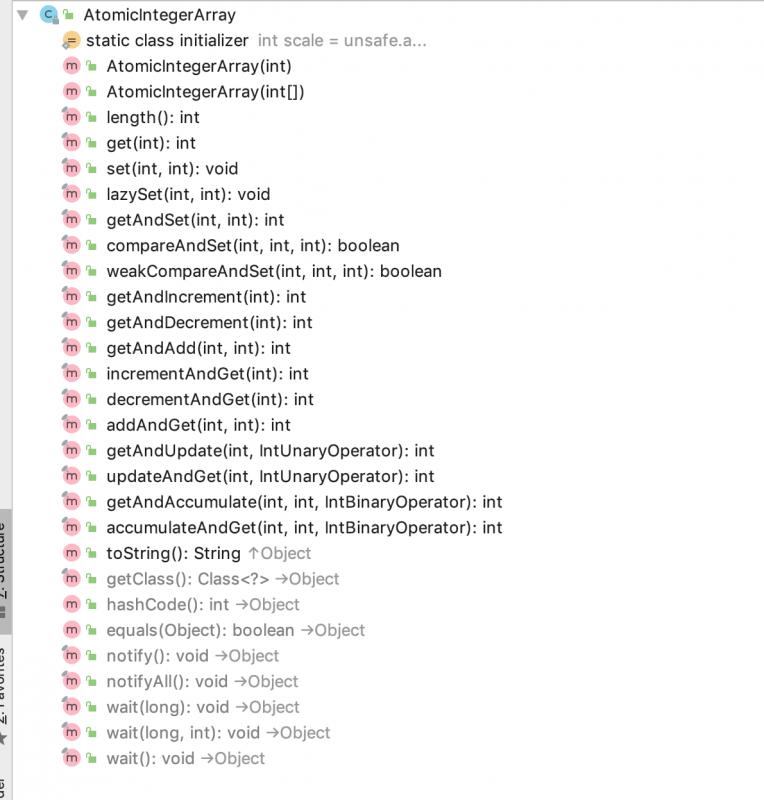 AtomicIntegerArray
static class initializer int scale = unsafe.a...
AtomicIntegerArray(int)
AtomicIntegerArray(int[])
length(): int
get(int): int
set(int, int): void
lazySet(int, int): void
getAndSet(int, int): int
compareAndSet(int, int, int): boolean
weakCompareAndSet(int, int, int): boolean
getAndIncrement(int): int
getAndDecrement(int): int
getAndAdd(int, int): int
incrementAndGet(int): int
decrementAndGet(int): int
addAndGet(int, int): int
getAndUpdate(int, IntUnaryOperator): int
updateAndGet(int, IntUnaryOperator): int
getAndAccumulate(int, int, IntBinaryOperator): int
accumulateAndGet(int, int, IntBinaryOperator): int
toString(): String ↑Object
getClass(): Class<?> →Object
hashCode(): int →Object
equals(Object): boolean →Object
notify(): void →Object
notifyAll(): void →Object
wait(long): void →Object
wait(long, int): void →Object
wait(): void →Object
Z: Structure
2: Favorites